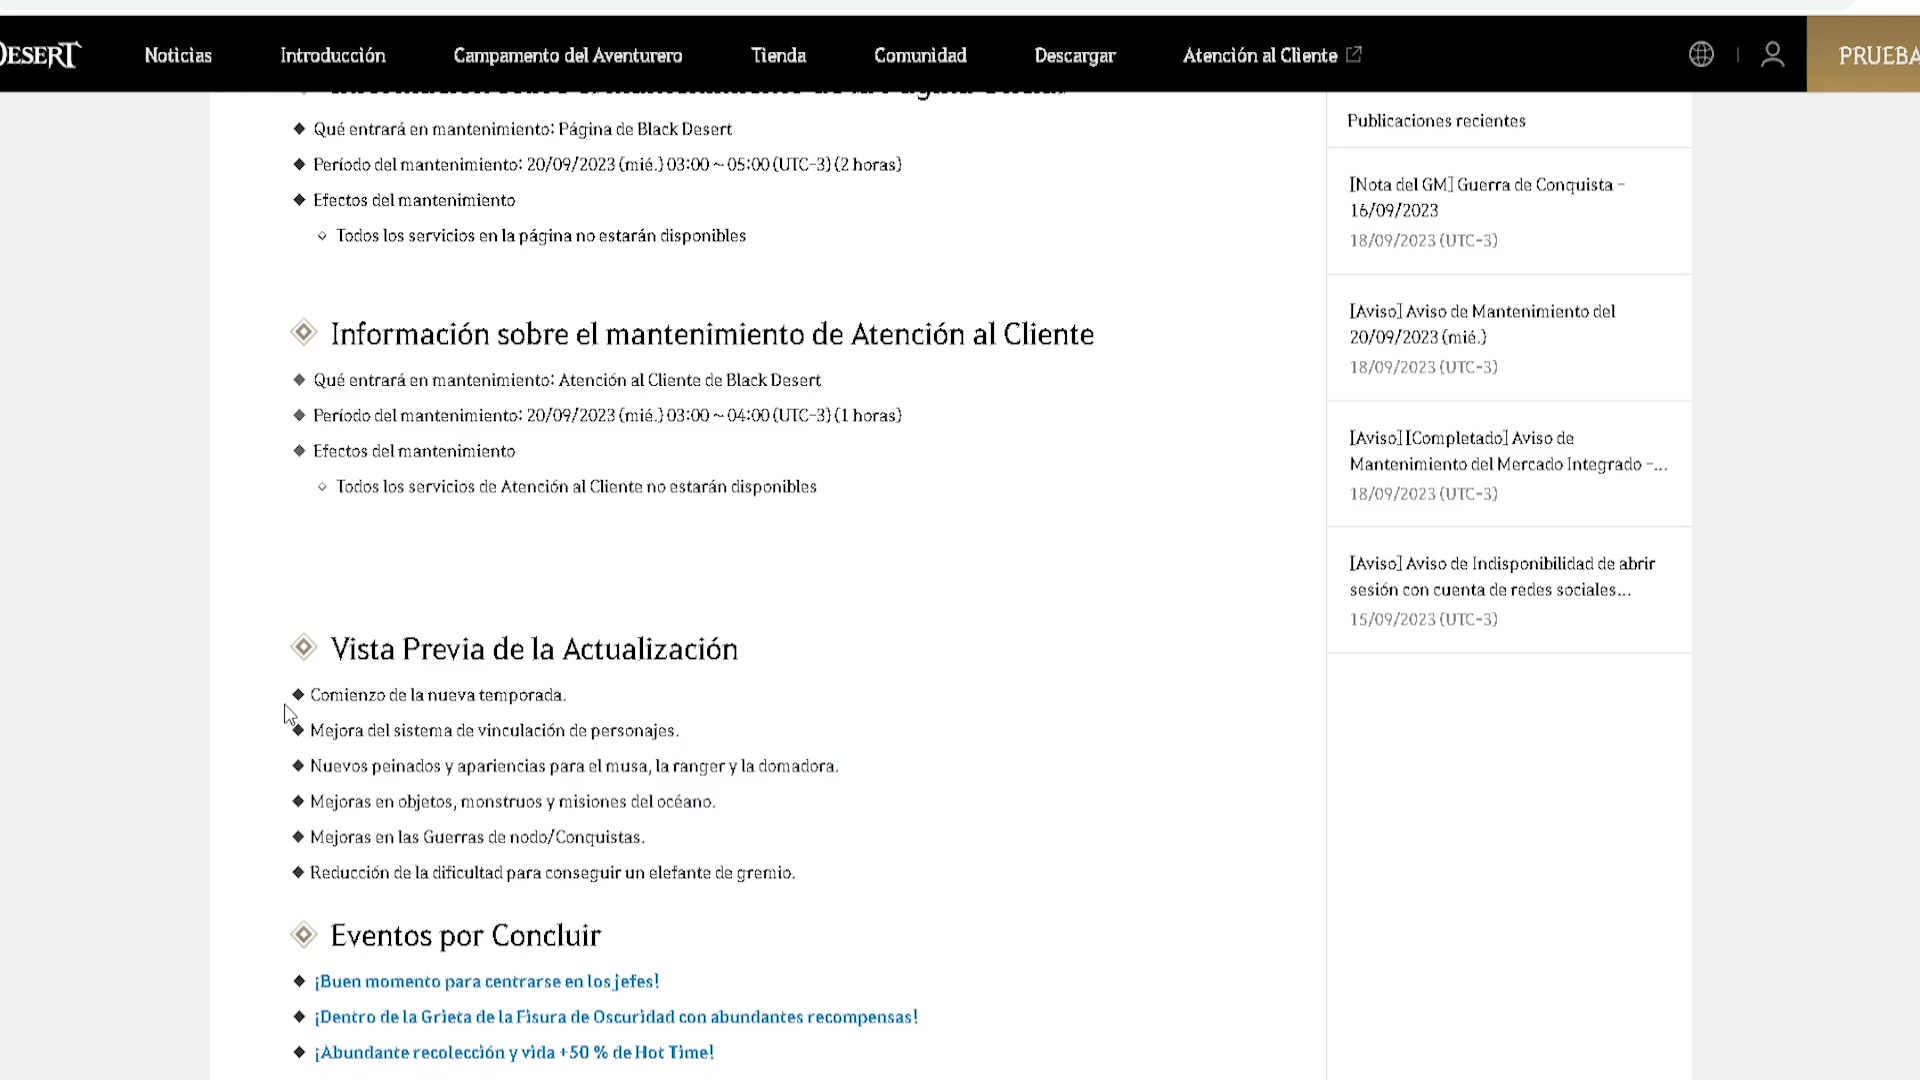 DESERT
Noticias
Introducción
Campamento del Aventurero
Tienda
Comunidad
Descargar
Atención al Cliente
PRUEBA
◆ Qué entrará en mantenimiento: Página de Black Desert
◆ Período del mantenimiento: 20/09/2023 (mié.) 03:00 ~ 05:00 (UTC-3) (2 horas)
◆ Efectos del mantenimiento
◇ Todos los servicios en la página no estarán disponibles
Información sobre el mantenimiento de Atención al Cliente
◆ Qué entrará en mantenimiento: Atención al Cliente de Black Desert
◆ Período del mantenimiento: 20/09/2023 (mié.) 03:00 ~ 04:00 (UTC-3) (1 horas)
◆ Efectos del mantenimiento
◇ Todos los servicios de Atención al Cliente no estarán disponibles
Vista Previa de la Actualización
◆ Comienzo de la nueva temporada.
◆ Mejora del sistema de vinculación de personajes.
◆ Nuevos peinados y apariencias para el musa, la ranger y la domadora.
◆ Mejoras en objetos, monstruos y misiones del océano.
◆ Mejoras en las Guerras de nodo/Conquistas.
◆ Reducción de la dificultad para conseguir un elefante de gremio.
Eventos por Concluir
◆ ¡Buen momento para centrarse en los jefes!
◆ ¡Dentro de la Grieta de la Fisura de Oscuridad con abundantes recompensas!
◆ ¡Abundante recolección y vida +50 % de Hot Time!
Publicaciones recientes
[Nota del GM] Guerra de Conquista -
16/09/2023
18/09/2023 (UTC-3)
[Aviso] Aviso de Mantenimiento del
20/09/2023 (mié.)
18/09/2023 (UTC-3)
[Aviso] [Completado] Aviso de
Mantenimiento del Mercado Integrado -...
18/09/2023 (UTC-3)
[Aviso] Aviso de Indisponibilidad de abrir
sesión con cuenta de redes sociales...
15/09/2023 (UTC-3)